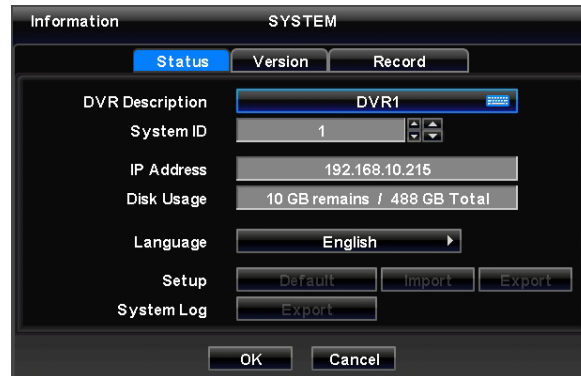 Information SYSTEM
Status Version Record
DVR Description DVR1
System ID 1
IP Address 192.168.10.215
Disk Usage 10 GB remains / 488 GB Total
Language English
Setup Default Import Export
System Log Export
OK Cancel